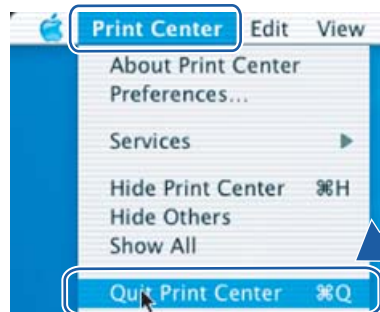 Print Center Edit View
About Print Center
Preferences...
Services
Hide Print Center ⌘H
Hide Others
Show All
Quit Print Center ⌘Q